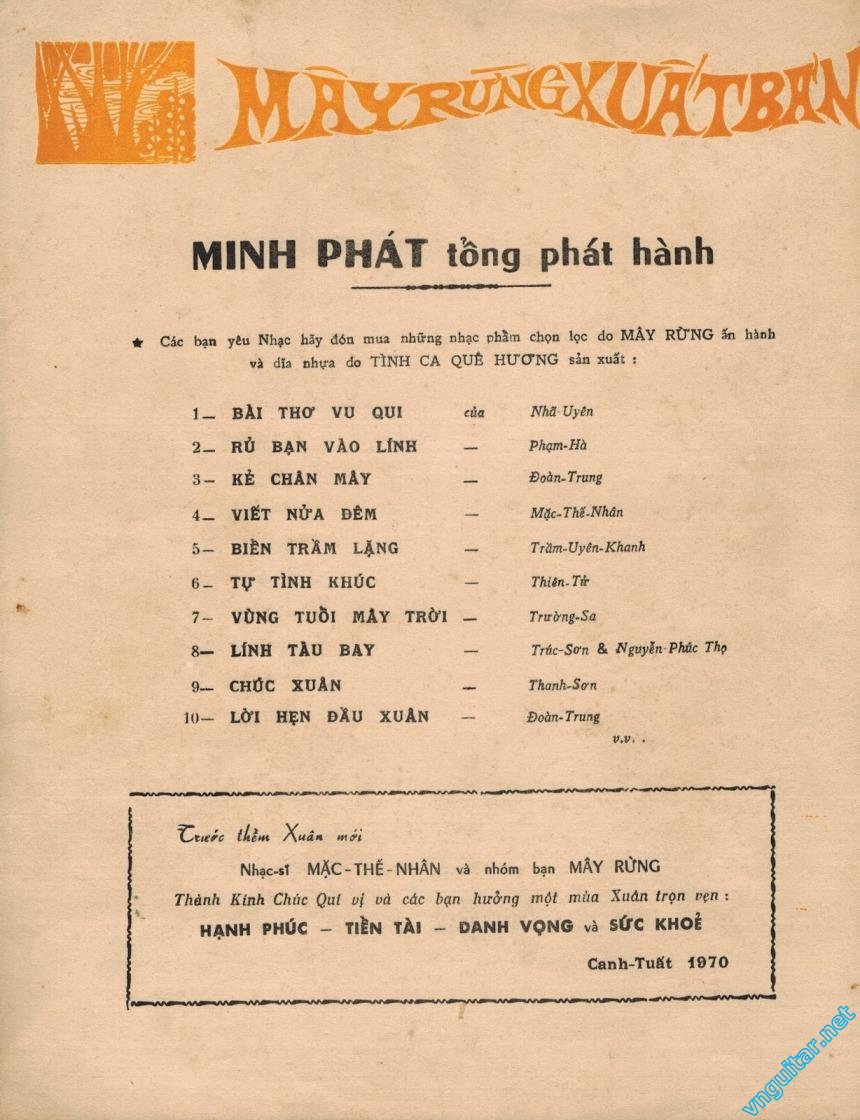 MÂY RỪNG XUẤT BẢN
MINH PHÁT tổng phát hành
★ Các bạn yêu Nhạc hãy đón mua những nhạc phẩm chọn lọc do MÂY RỪNG ấn hành
và dĩa nhựa do TÌNH CA QUÊ HƯƠNG sản xuất :
1— BÀI THƠ VU QUI của Nhã-Uyên
2— RỦ BẠN VÀO LÍNH — Phạm-Hà
3— KẺ CHÂN MÂY — Đoàn-Trung
4— VIẾT NỬA ĐÊM — Mặc-Thế-Nhân
5— BIỂN TRẦM LẶNG — Trầm-Uyên-Khanh
6— TỰ TÌNH KHÚC — Thiên-Tứ
7— VÙNG TUỔI MÂY TRỜI — Trường-Sa
8— LÍNH TÀU BAY — Trúc-Sơn & Nguyễn-Phúc Thọ
9— CHÚC XUÂN — Thanh-Sơn
10— LỜI HẸN ĐẦU XUÂN — Đoàn-Trung
v.v. .
Trước thềm Xuân mới
Nhạc-sĩ MẶC-THẾ-NHÂN và nhóm bạn MÂY RỪNG
Thành Kính Chúc Quí vị và các bạn hưởng một mùa Xuân trọn vẹn :
HẠNH PHÚC — TIỀN TÀI — DANH VỌNG và SỨC KHOẺ
Canh-Tuất 1970
vnguitar.net